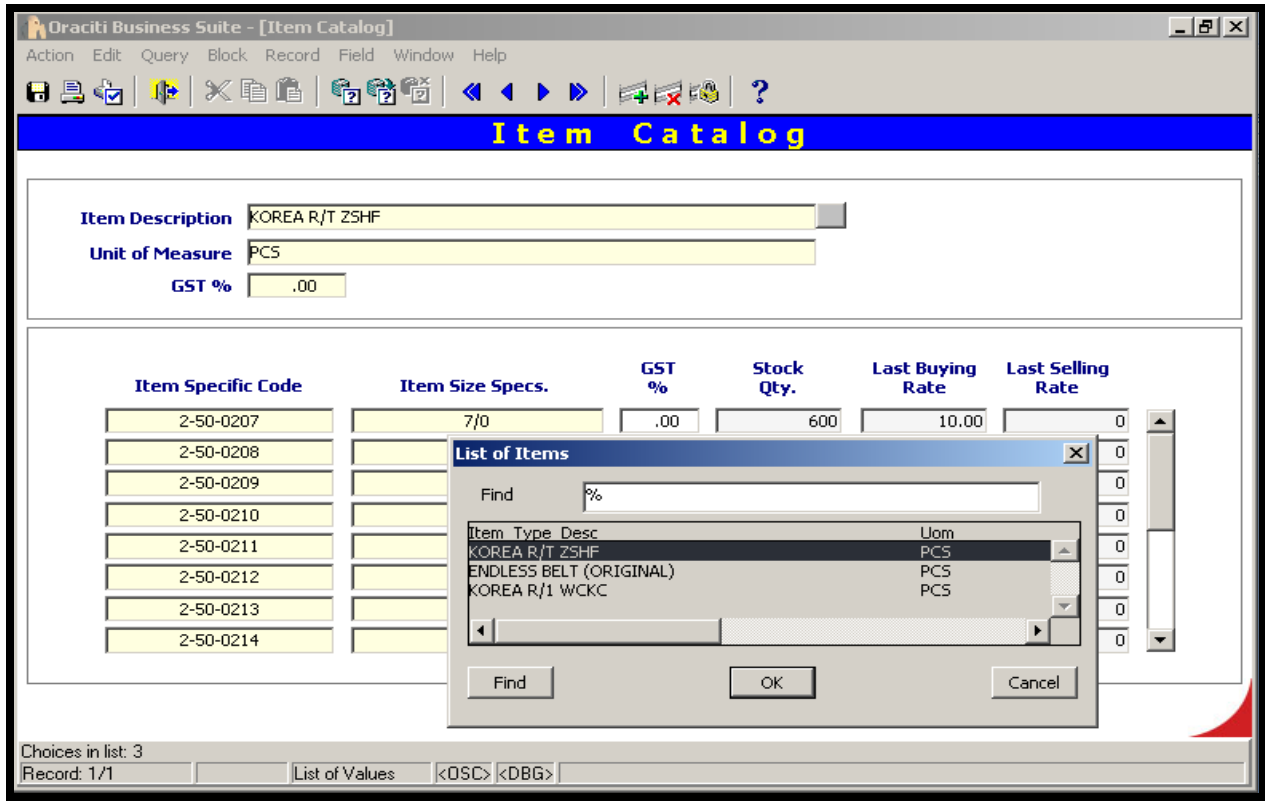 Oraciti Business Suite - [Item Catalog]
Action Edit Query Block Record Field Window Help
Item Catalog
Item Description KOREA R/T ZSHF
Unit of Measure PCS
GST % .00
Item Specific Code Item Size Specs. GST % Stock Qty. Last Buying Rate Last Selling Rate
2-50-0207 7/0 .00 600 10.00 0
2-50-0208 0
2-50-0209 0
2-50-0210 0
2-50-0211 0
2-50-0212 0
2-50-0213 0
2-50-0214 0
List of Items
Find %
Item Type Desc Uom
KOREA R/T ZSHF PCS
ENDLESS BELT (ORIGINAL) PCS
KOREA R/1 WCKC PCS
Find OK Cancel
Choices in list: 3
Record: 1/1 List of Values <OSC> <DBG>